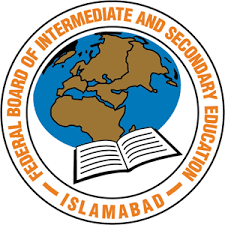 FEDERAL BOARD OF INTERMEDIATE AND SECONDARY EDUCATION
ISLAMABAD